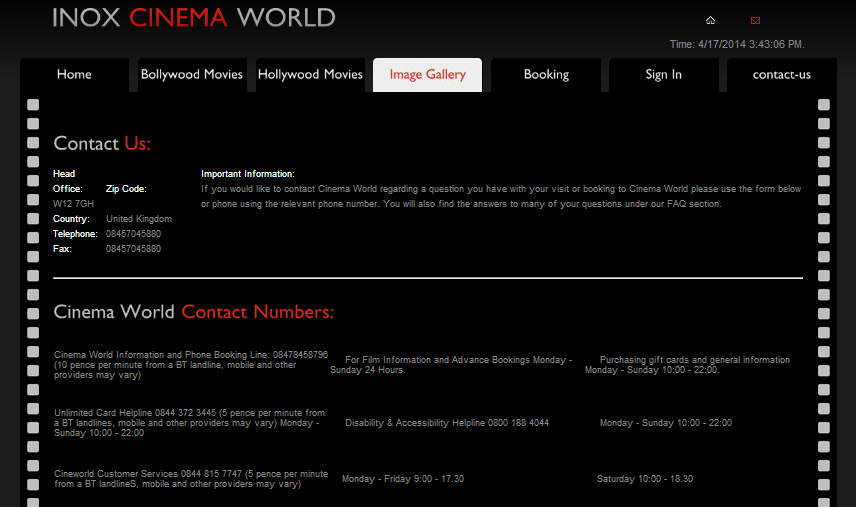 INOX CINEMA WORLD
Time: 4/17/2014 3:43:06 PM.
Home
Bollywood Movies
Hollywood Movies
Image Gallery
Booking
Sign In
contact-us
Contact Us:
Head
Office: Zip Code:
W12 7GH
Country: United Kingdom
Telephone: 08457045880
Fax: 08457045880
Important Information:
If you would like to contact Cinema World regarding a question you have with your visit or booking to Cinema World please use the form below
or phone using the relevant phone number. You will also find the answers to many of your questions under our FAQ section.
Cinema World Contact Numbers:
Cinema World Information and Phone Booking Line: 08478458796
(10 pence per minute from a BT landline, mobile and other
providers may vary)
For Film Information and Advance Bookings Monday -
Sunday 24 Hours.
Purchasing gift cards and general information
Monday - Sunday 10:00 - 22:00.
Unlimited Card Helpline 0844 372 3445 (5 pence per minute from
a BT landlines, mobile and other providers may vary) Monday -
Sunday 10:00 - 22:00
Disability & Accessibility Helpline 0800 188 4044
Monday - Sunday 10:00 - 22:00
Cineworld Customer Services 0844 815 7747 (5 pence per minute
from a BT landlineS, mobile and other providers may vary)
Monday - Friday 9:00 - 17.30
Saturday 10:00 - 18.30